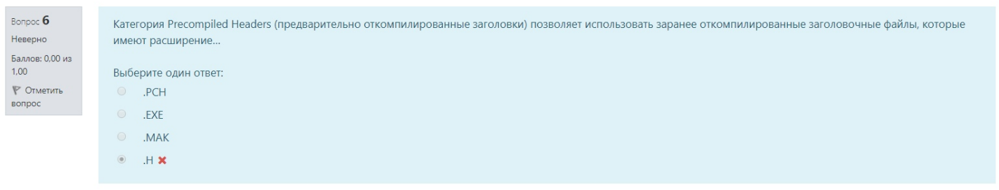 Вопрос 6
Неверно
Баллов: 0,00 из
1,00
Отметить
вопрос
Категория Precompiled Headers (предварительно откомпилированные заголовки) позволяет использовать заранее откомпилированные заголовочные файлы, которые
имеют расширение...
Выберите один ответ:
.PCH
.EXE
.MAK
.H